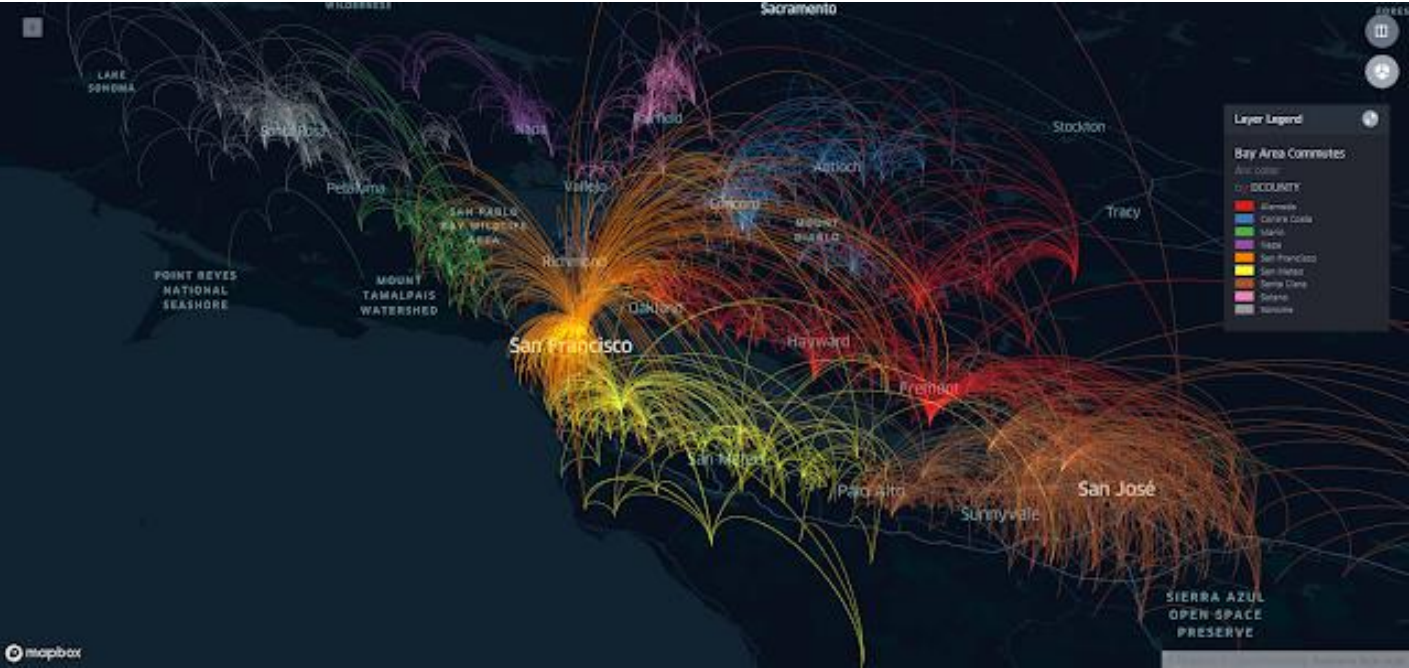 WILDERNESS
Sacramento
LAKE
SONOMA
Santa Rosa
Napa
Fairfield
Stockton
Antioch
Petaluma
Vallejo
Concord
SAN PABLO
BAY WILDLIFE
AREA
MOUNT
DIABLO
Tracy
Richmond
POINT REYES
NATIONAL
SEASHORE
MOUNT
TAMALPAIS
WATERSHED
Oakland
San Francisco
Hayward
Fremont
San Mateo
Palo Alto
San José
Sunnyvale
SIERRA AZUL
OPEN SPACE
PRESERVE
Layer Legend
Bay Area Commutes
Arc color
Alameda
Contra Costa
Marin
Napa
San Francisco
San Mateo
Santa Clara
Solano
Sonoma
mapbox